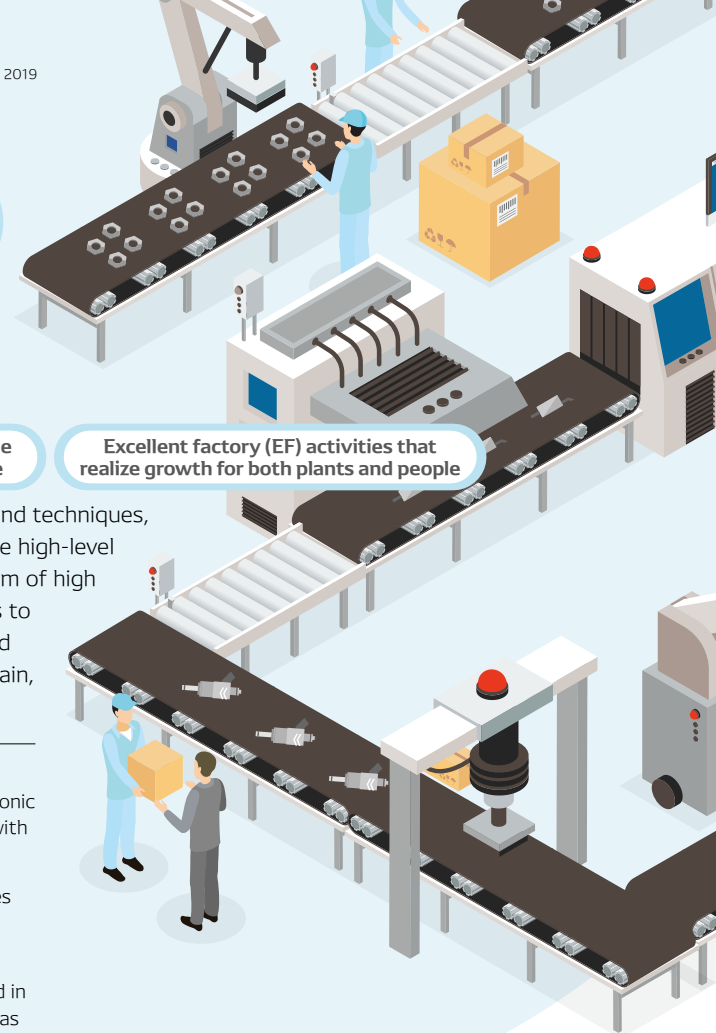 2019
e
e
Excellent factory (EF) activities that
realize growth for both plants and people
nd techniques,
e high-level
m of high
s to
d
ain,
onic
with
es
d in
as